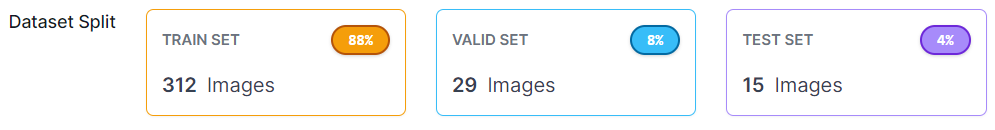 Dataset Split
TRAIN SET 88%
312 Images
VALID SET 8%
29 Images
TEST SET 4%
15 Images